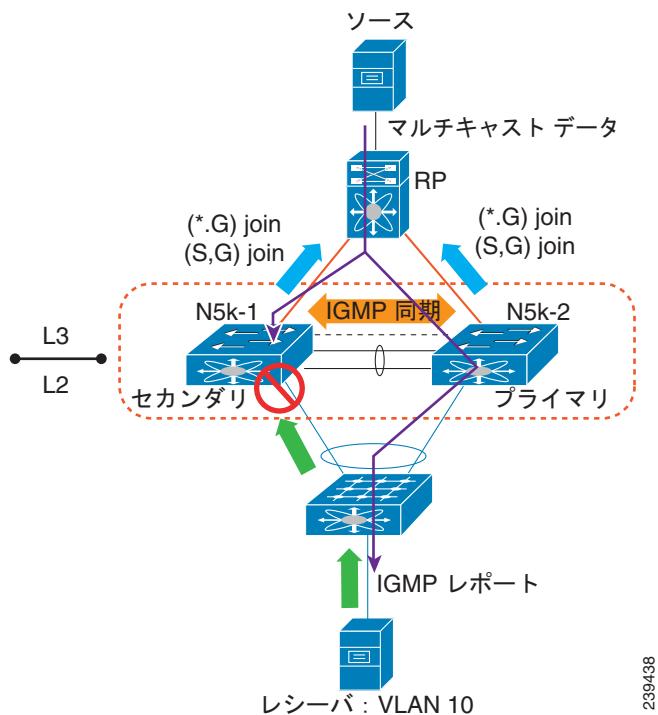 ソース
マルチキャスト データ
RP
(*.G) join
(S,G) join
(*.G) join
(S,G) join
N5k-1
IGMP 同期
N5k-2
L3
L2
セカンダリ
プライマリ
IGMP レポート
レシーバ：VLAN 10
239438